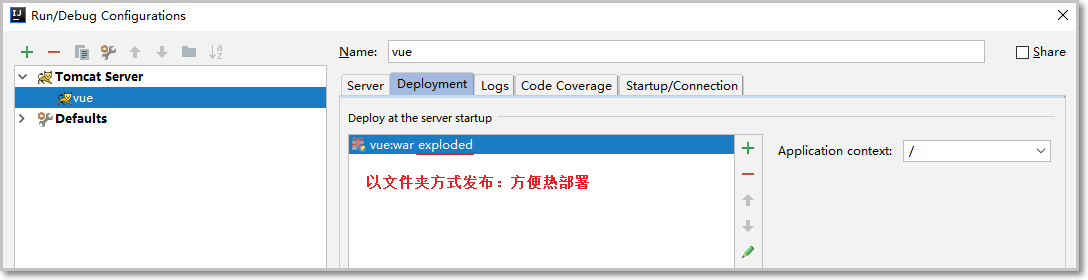 Run/Debug Configurations
Name: vue
Share
Tomcat Server
vue
Defaults
Server Deployment Logs Code Coverage Startup/Connection
Deploy at the server startup
vue:war exploded
Application context: /
以文件夹方式发布：方便热部署